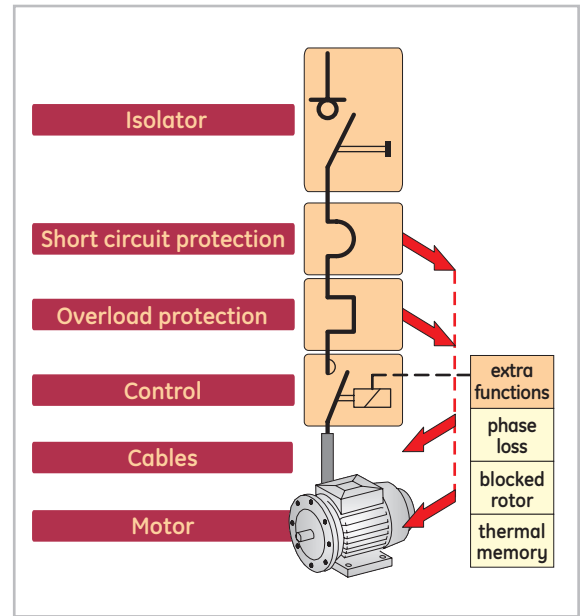 Isolator
Short circuit protection
Overload protection
Control
Cables
Motor
extra
functions
phase
loss
blocked
rotor
thermal
memory